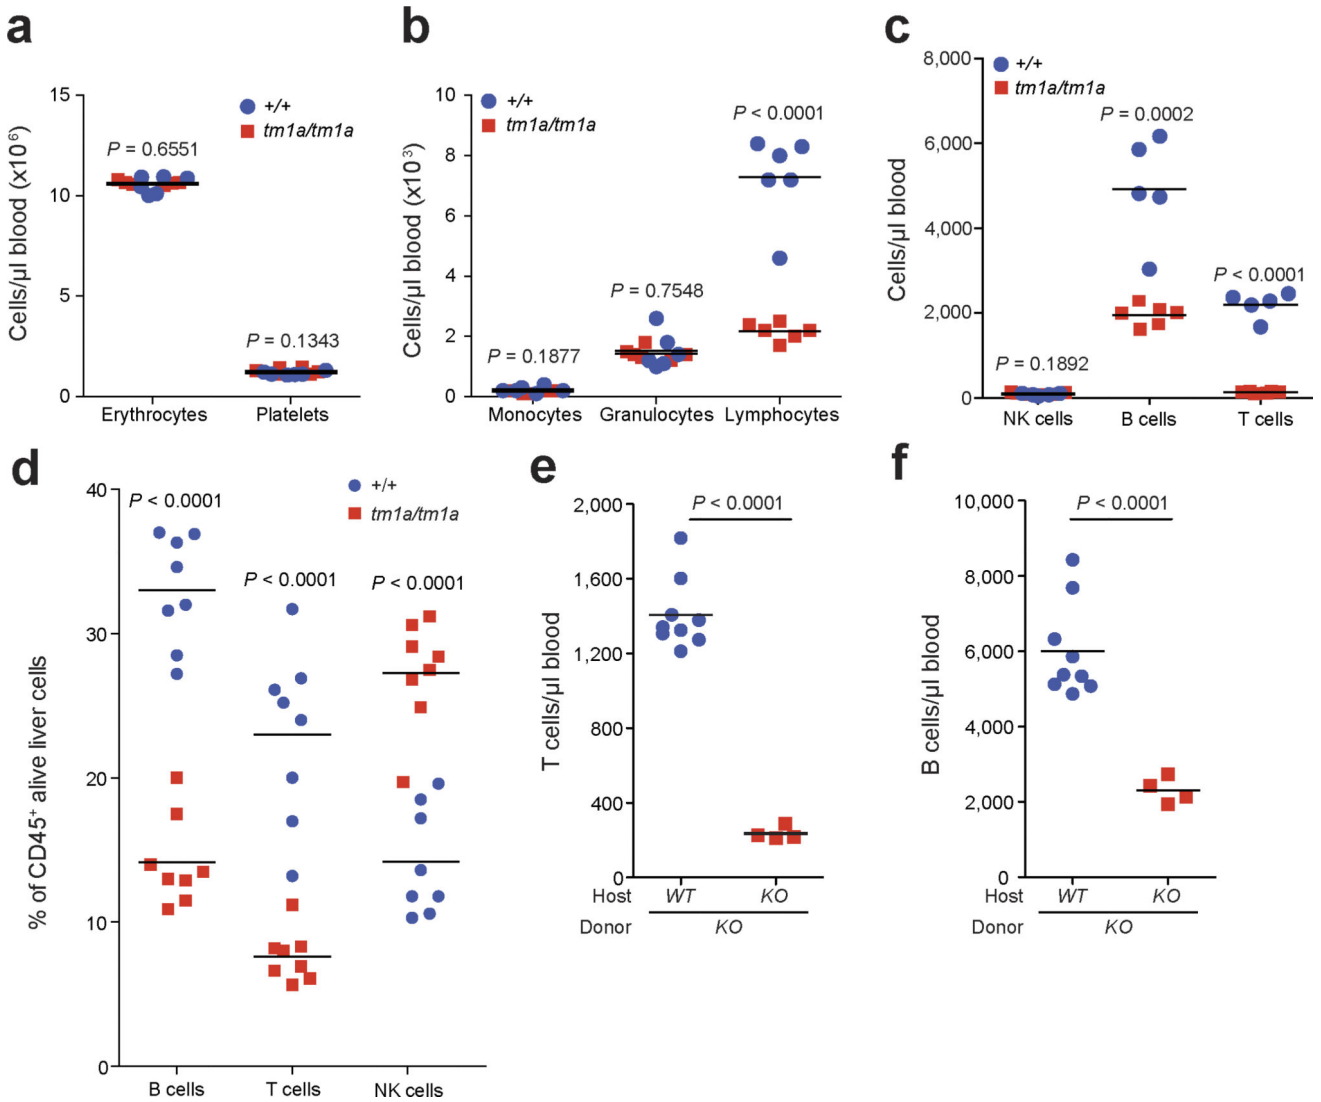 a
15
10
5
0
Cells/μl blood (x10⁶)
+/+
tm1a/tm1a
P = 0.6551
P = 0.1343
Erythrocytes
Platelets
b
10
8
6
4
2
0
Cells/μl blood (x10³)
+/+
tm1a/tm1a
P < 0.0001
P = 0.7548
P = 0.1877
Monocytes
Granulocytes
Lymphocytes
c
8,000
6,000
4,000
2,000
0
Cells/μl blood
+/+
tm1a/tm1a
P = 0.0002
P < 0.0001
P = 0.1892
NK cells
B cells
T cells
d
40
30
20
10
0
% of CD45⁺ alive liver cells
+/+
tm1a/tm1a
P < 0.0001
P < 0.0001
P < 0.0001
B cells
T cells
NK cells
e
2,000
1,600
1,200
800
400
0
T cells/μl blood
P < 0.0001
Host WT KO
Donor KO
f
10,000
8,000
6,000
4,000
2,000
0
B cells/μl blood
P < 0.0001
Host WT KO
Donor KO